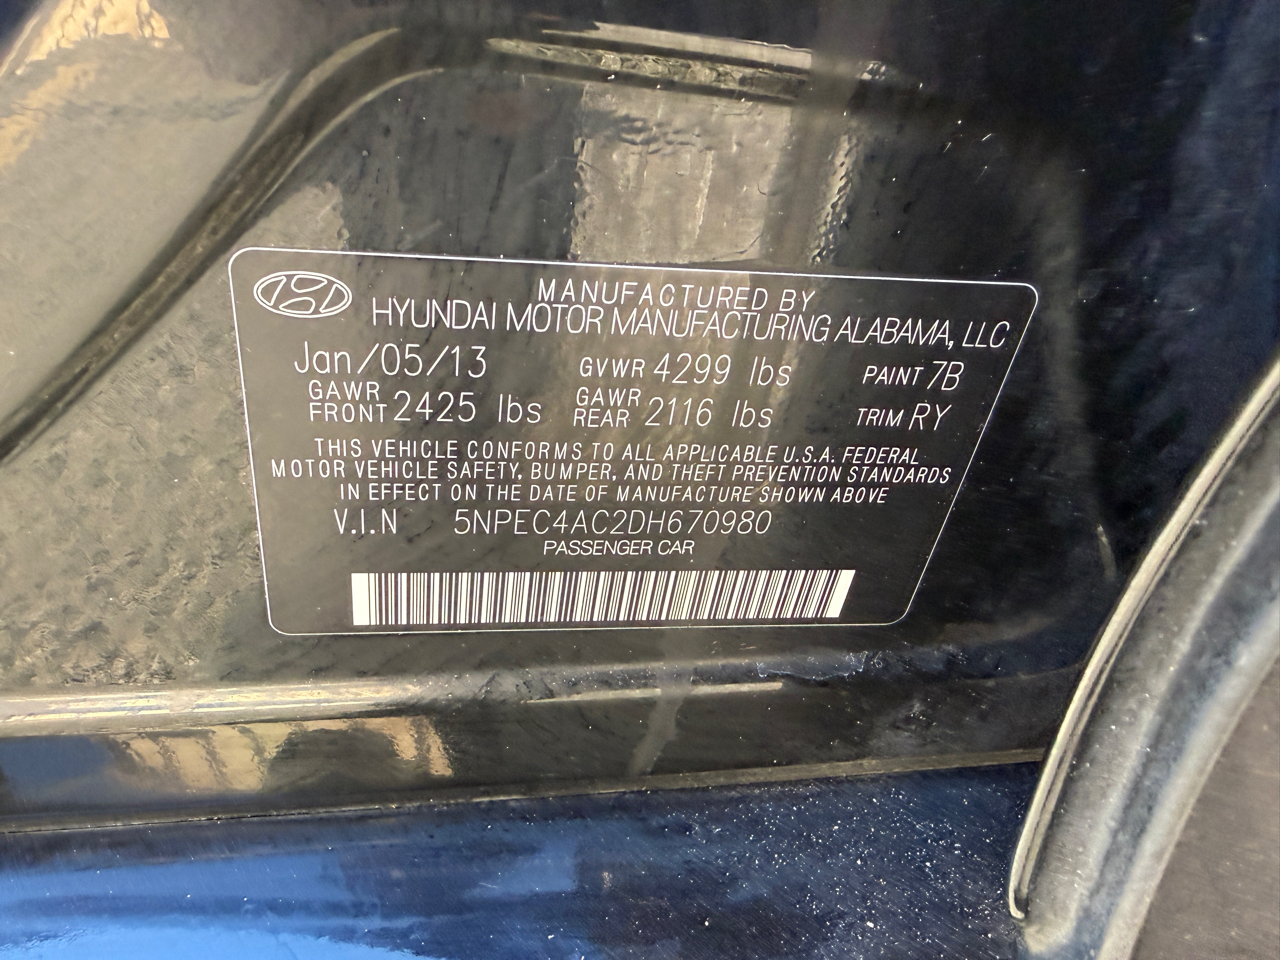 MANUFACTURED BY
HYUNDAI MOTOR MANUFACTURING ALABAMA, LLC
Jan/05/13 GVWR 4299 lbs PAINT 7B
GAWR FRONT 2425 lbs GAWR REAR 2116 lbs TRIM RY
THIS VEHICLE CONFORMS TO ALL APPLICABLE U.S.A. FEDERAL
MOTOR VEHICLE SAFETY, BUMPER, AND THEFT PREVENTION STANDARDS
IN EFFECT ON THE DATE OF MANUFACTURE SHOWN ABOVE
V.I.N 5NPEC4AC2DH670980
PASSENGER CAR